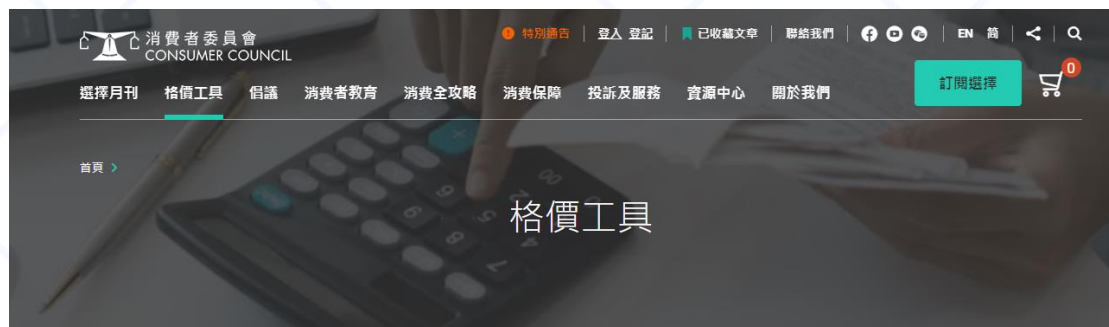 消費者委員會
CONSUMER COUNCIL
特別通告 登入 登記 已收藏文章 聯絡我們 EN 简
選擇月刊 格價工具 倡議 消費者教育 消費全攻略 消費保障 投訴及服務 資源中心 關於我們 訂閱選擇 0
首頁
格價工具